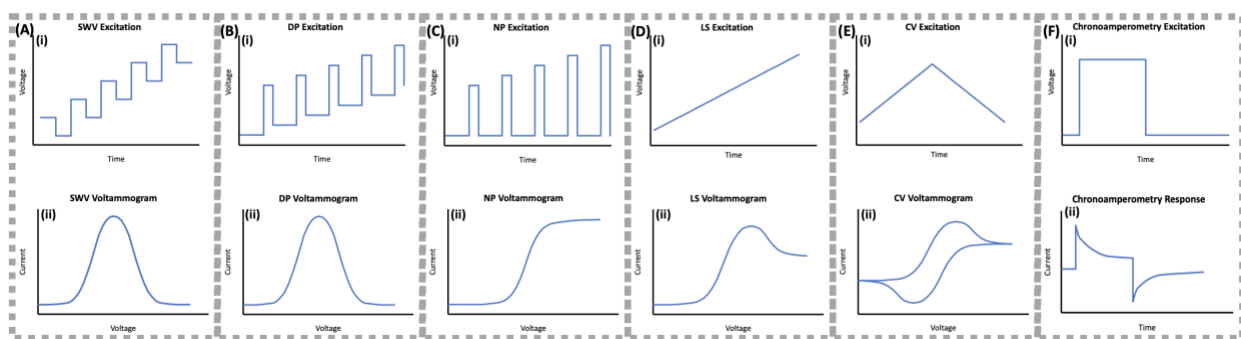 (A) SWV Excitation
(i)
Voltage
Time
SWV Voltammogram
(ii)
Current
Voltage
(B) DP Excitation
(i)
Voltage
Time
DP Voltammogram
(ii)
Current
Voltage
(C) NP Excitation
(i)
Voltage
Time
NP Voltammogram
(ii)
Current
Voltage
(D) LS Excitation
(i)
Voltage
Time
LS Voltammogram
(ii)
Current
Voltage
(E) CV Excitation
(i)
Voltage
Time
CV Voltammogram
(ii)
Current
Voltage
(F) Chronoamperometry Excitation
(i)
Voltage
Time
Chronoamperometry Response
(ii)
Current
Time